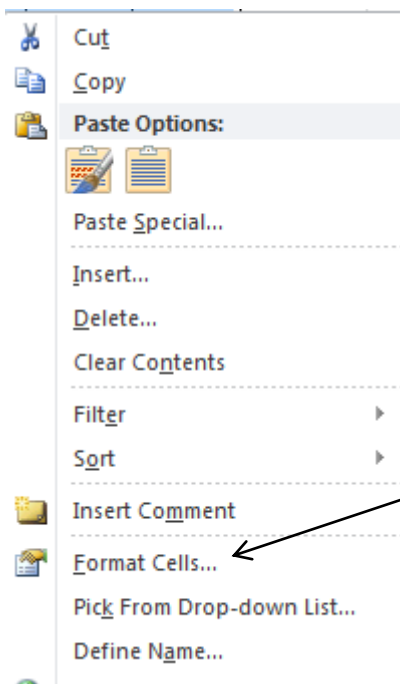 Cut
Copy
Paste Options:
Paste Special...
Insert...
Delete...
Clear Contents
Filter
Sort
Insert Comment
Format Cells...
Pick From Drop-down List...
Define Name...